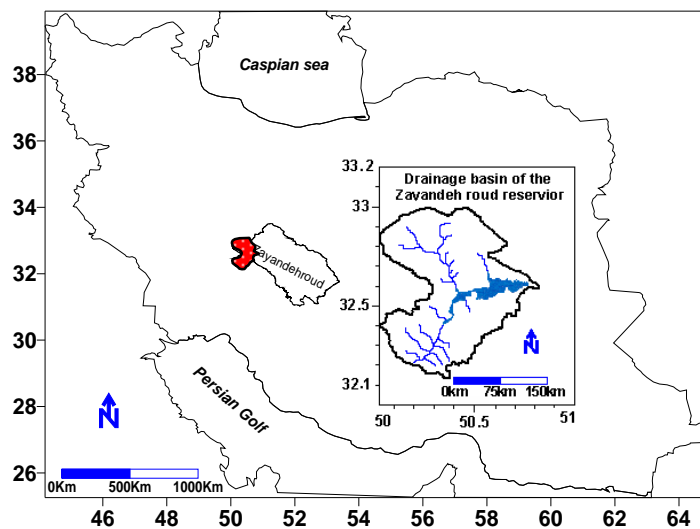 Caspian sea
38
36
34
32
30
28
26
Zayandehroud
Persian Golf
N
0Km 500Km 1000Km
46 48 50 52 54 56 58 60 62 64
Drainage basin of the
Zayandeh roud reservior
33.2
33
32.5
32.1
N
0km 75km 150km
50 50.5 51